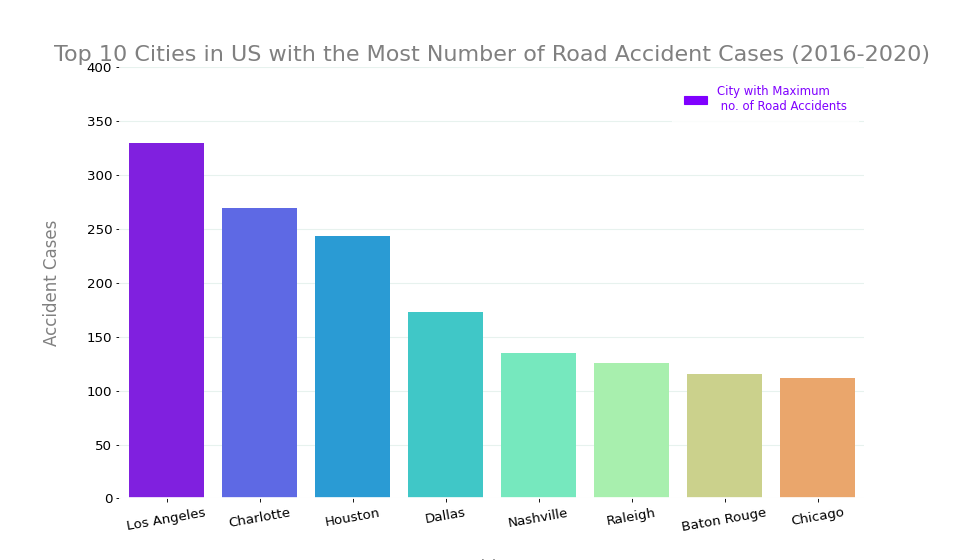 Top 10 Cities in US with the Most Number of Road Accident Cases (2016-2020)
400
350
300
250
200
150
100
50
0
Accident Cases
City with Maximum
no. of Road Accidents
Los Angeles
Charlotte
Houston
Dallas
Nashville
Raleigh
Baton Rouge
Chicago